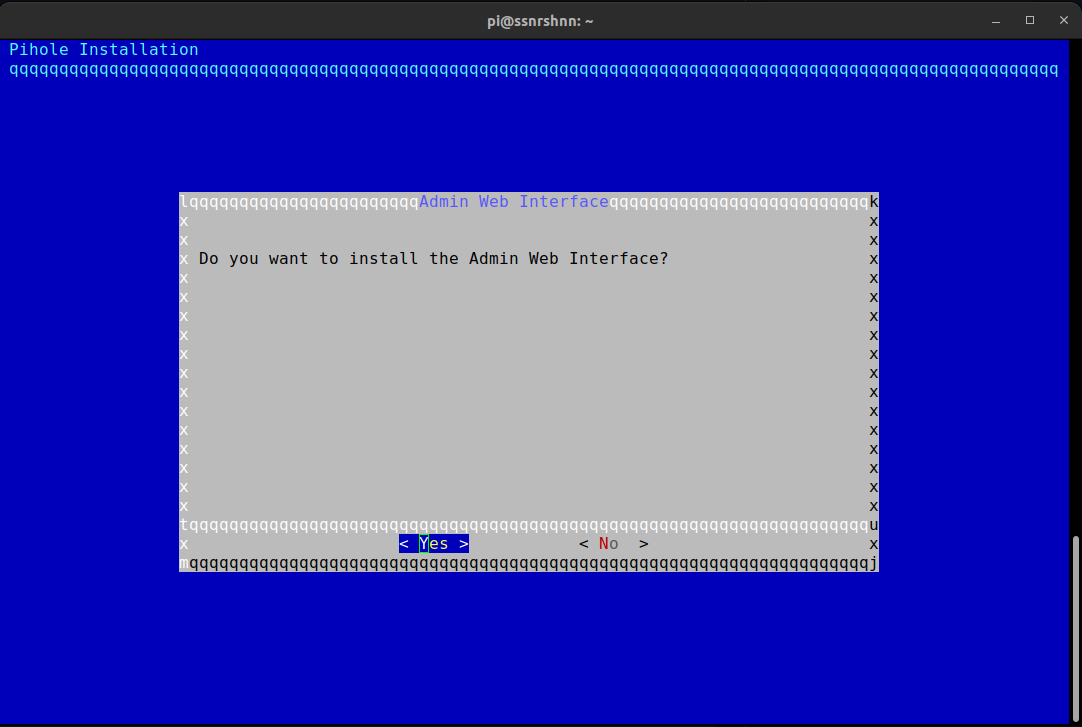 pi@ssnrshnn: ~
Pihole Installation
qqqqqqqqqqqqqqqqqqqqqqqqqqqqqqqqqqqqqqqqqqqqqqqqqqqqqqqqqqqqqqqqqqqqqqqqqqqqqqqqqqqqqqqqqqqqqqqqqqqqqqqqq
lqqqqqqqqqqqqqqqqqqqqqqqAdmin Web Interfaceqqqqqqqqqqqqqqqqqqqqqqqqqqk
x x
x x
x Do you want to install the Admin Web Interface? x
x x
x x
x x
x x
x x
x x
x x
x x
x x
x x
x x
x x
x x
tqqqqqqqqqqqqqqqqqqqqqqqqqqqqqqqqqqqqqqqqqqqqqqqqqqqqqqqqqqqqqqqqqqqqu
x < Yes > < No > x
mqqqqqqqqqqqqqqqqqqqqqqqqqqqqqqqqqqqqqqqqqqqqqqqqqqqqqqqqqqqqqqqqqqqqj